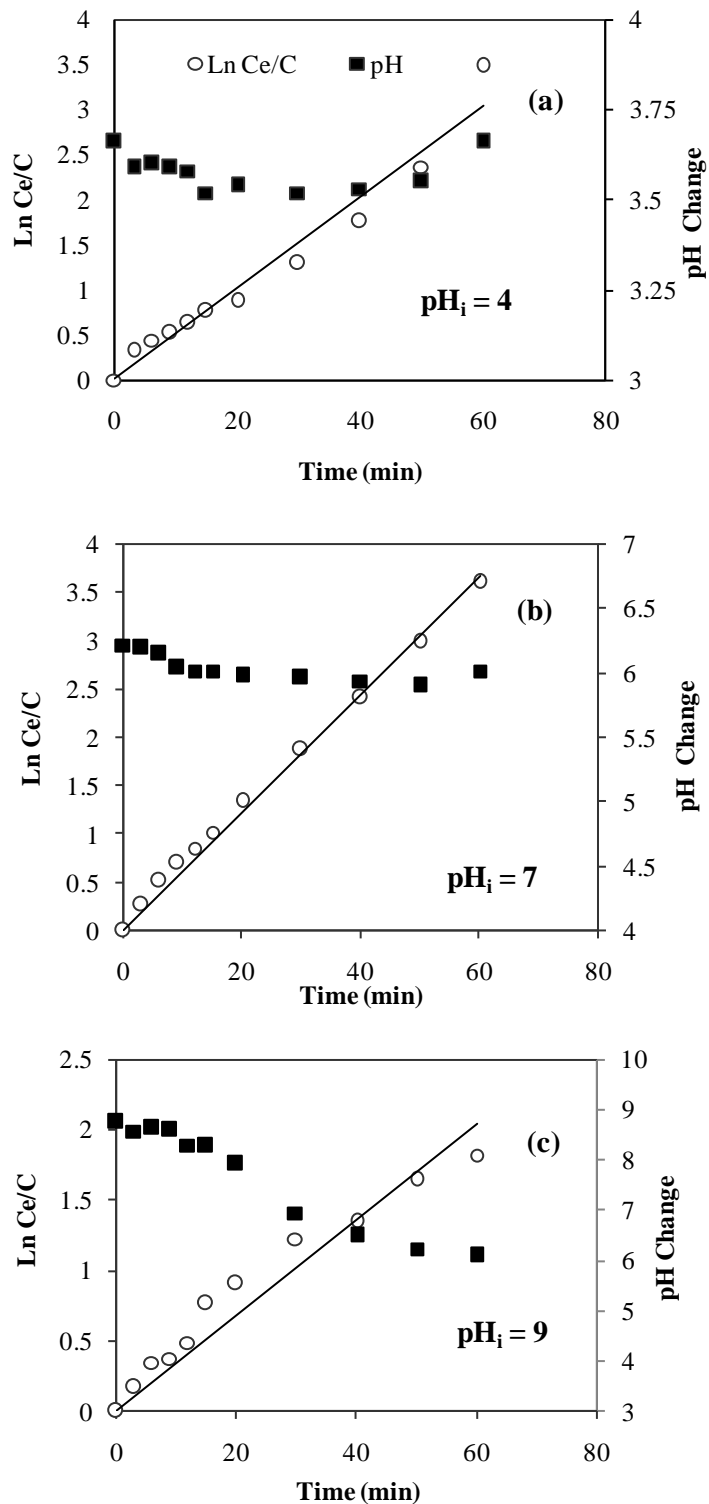 4
3.5
3
2.5
2
1.5
1
0.5
0
Ln Ce/C
Ln Ce/C pH
(a)
pHi = 4
4
3.75
3.5
3.25
3
pH Change
0 20 40 60 80
Time (min)
4
3.5
3
2.5
2
1.5
1
0.5
0
Ln Ce/C
(b)
pHi = 7
7
6.5
6
5.5
5
4.5
4
pH Change
0 20 40 60 80
Time (min)
2.5
2
1.5
1
0.5
0
Ln Ce/C
(c)
pHi = 9
10
9
8
7
6
5
4
3
pH Change
0 20 40 60 80
Time (min)